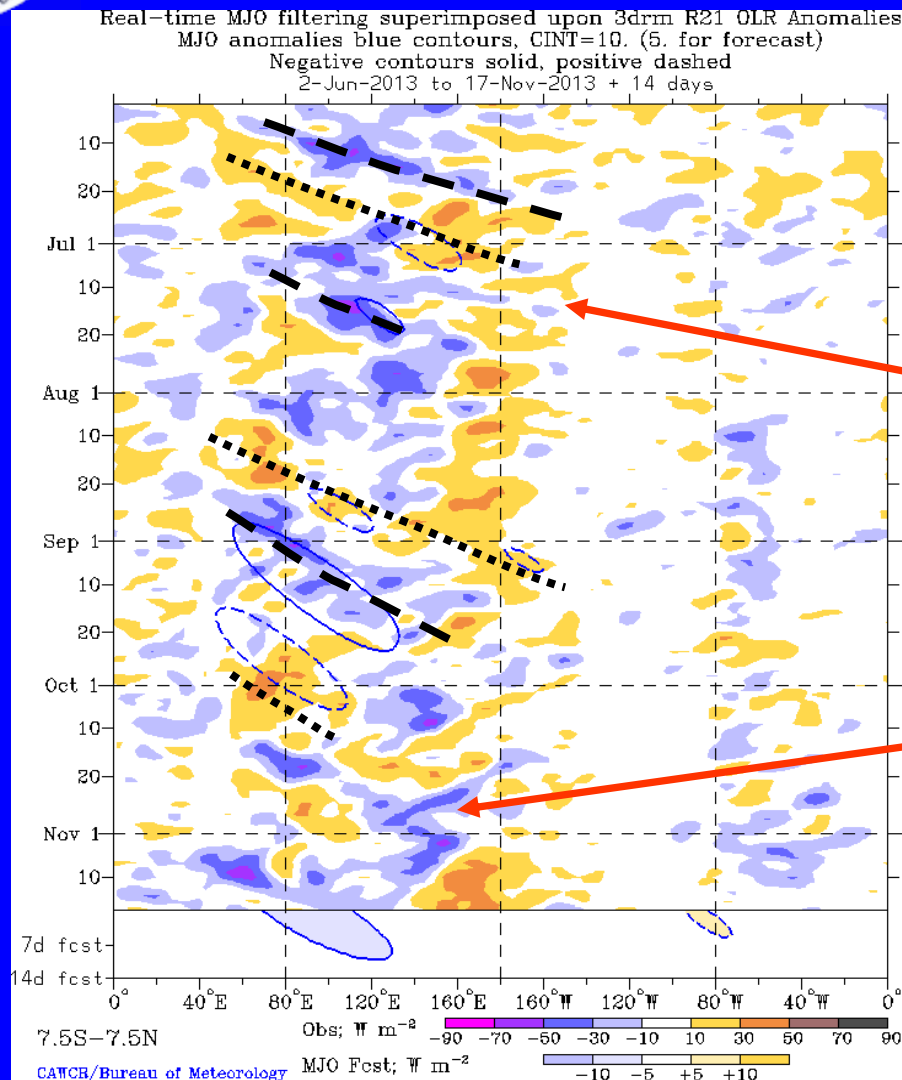 Real-time MJO filtering superimposed upon 3drm R21 OLR Anomalies
MJO anomalies blue contours, CINT=10. (5. for forecast)
Negative contours solid, positive dashed
2-Jun-2013 to 17-Nov-2013 + 14 days
10
20
Jul 1
10
20
Aug 1
10
20
Sep 1
10
20
Oct 1
10
20
Nov 1
10
7d fcst
14d fcst
0° 40°E 80°E 120°E 160°E 160°W 120°W 80°W 40°W 0°
7.5S-7.5N
Obs; W m⁻²
-90 -70 -50 -30 -10 10 30 50 70 90
CAWCR/Bureau of Meteorology
MJO Fcst; W m⁻²
-10 -5 +5 +10